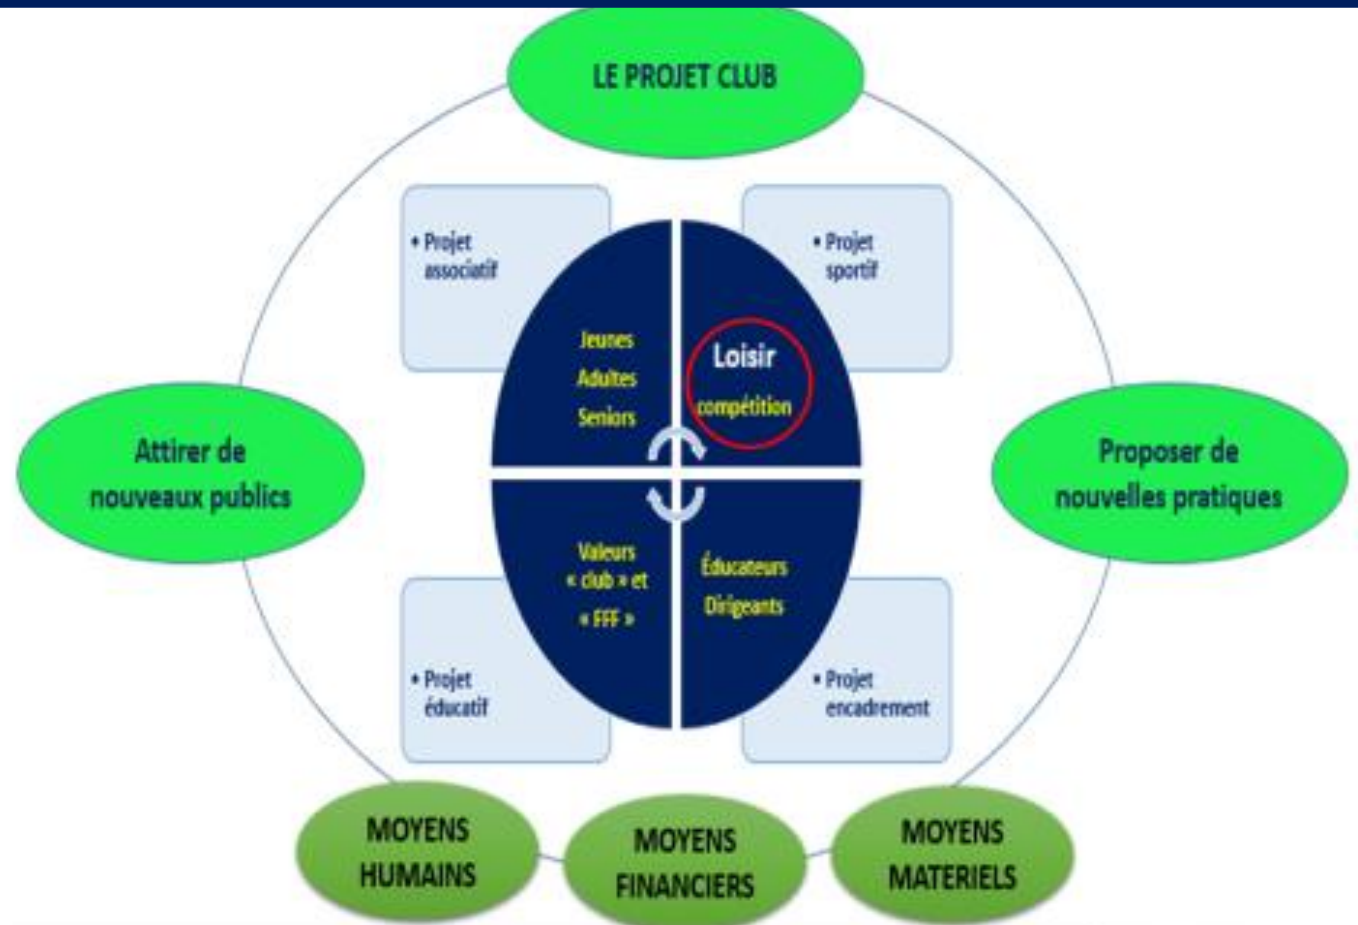 LE PROJET CLUB
• Projet
associatif
• Projet
sportif
Jeunes
Adultes
Seniors
Loisir
compétition
Attirer de
nouveaux publics
Proposer de
nouvelles pratiques
Valeurs
« club » et
« FFF »
Éducateurs
Dirigeants
• Projet
éducatif
• Projet
encadrement
MOYENS
HUMAINS
MOYENS
FINANCIERS
MOYENS
MATERIELS